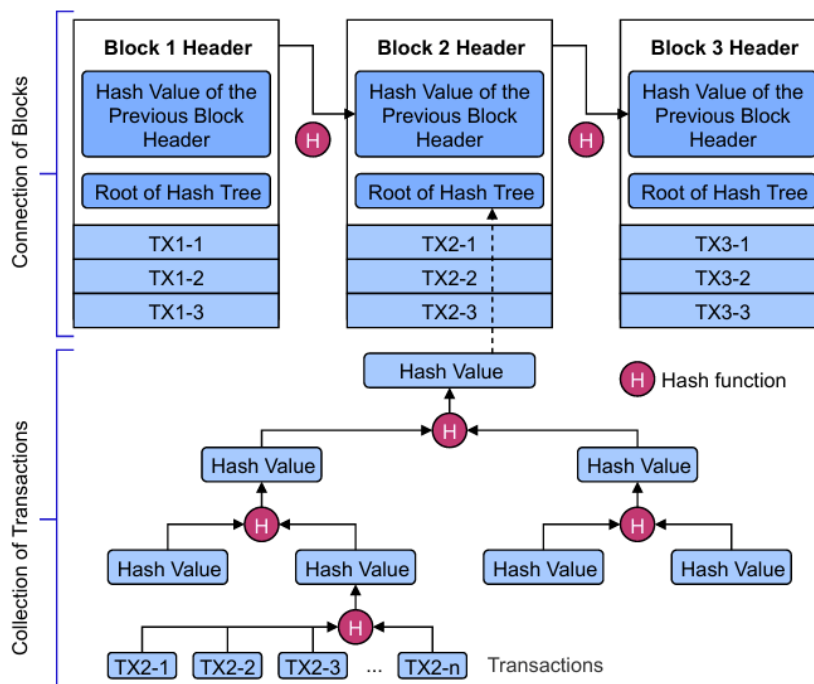 Connection of Blocks
Block 1 Header
Hash Value of the
Previous Block
Header
Root of Hash Tree
TX1-1
TX1-2
TX1-3
H
Block 2 Header
Hash Value of the
Previous Block
Header
Root of Hash Tree
TX2-1
TX2-2
TX2-3
H
Block 3 Header
Hash Value of the
Previous Block
Header
Root of Hash Tree
TX3-1
TX3-2
TX3-3
Collection of Transactions
Hash Value
H Hash function
H
Hash Value
Hash Value
H
H
Hash Value
Hash Value
Hash Value
Hash Value
H
TX2-1
TX2-2
TX2-3
...
TX2-n
Transactions